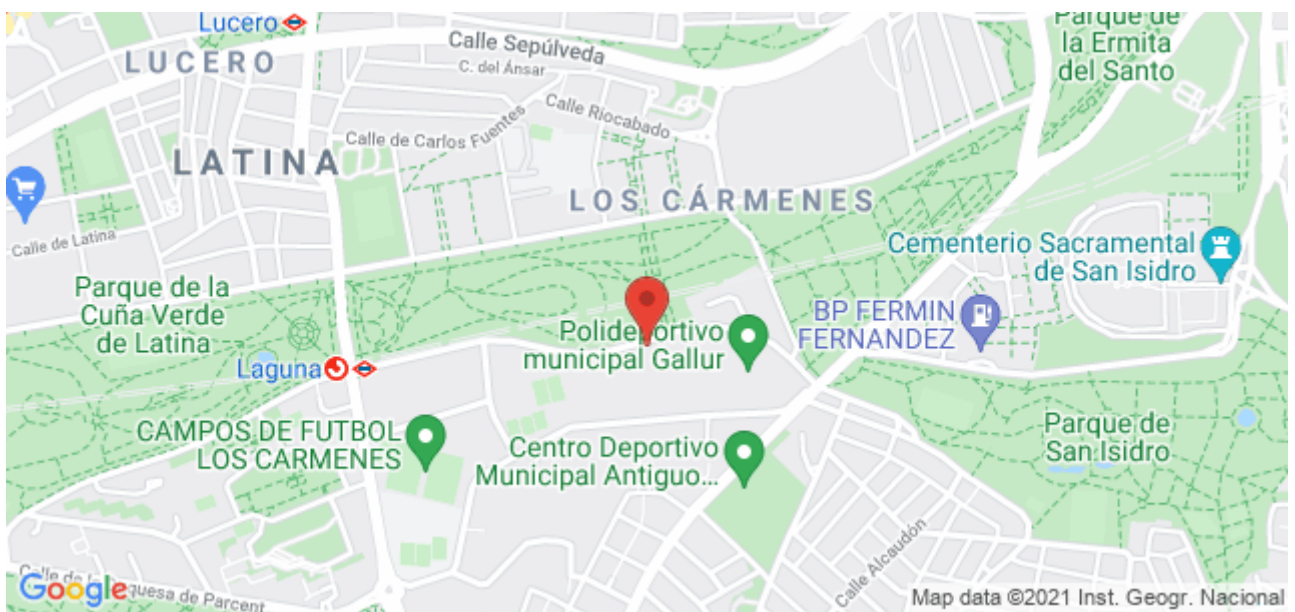 Lucero
Parque de
la Ermita
del Santo
Calle Sepúlveda
LUCERO
C. del Ánsar
Calle Riocabado
Calle de Carlos Fuentes
LATINA
LOS CÁRMENES
Calle de Latina
Cementerio Sacramental
de San Isidro
Parque de la
Cuña Verde
de Latina
BP FERMIN
FERNANDEZ
Polideportivo
municipal Gallur
Laguna
CAMPOS DE FUTBOL
LOS CARMENES
Parque de
San Isidro
Centro Deportivo
Municipal Antiguo...
Calle Alcaudón
Google
quesa de Parcent
Map data ©2021 Inst. Geogr. Nacional